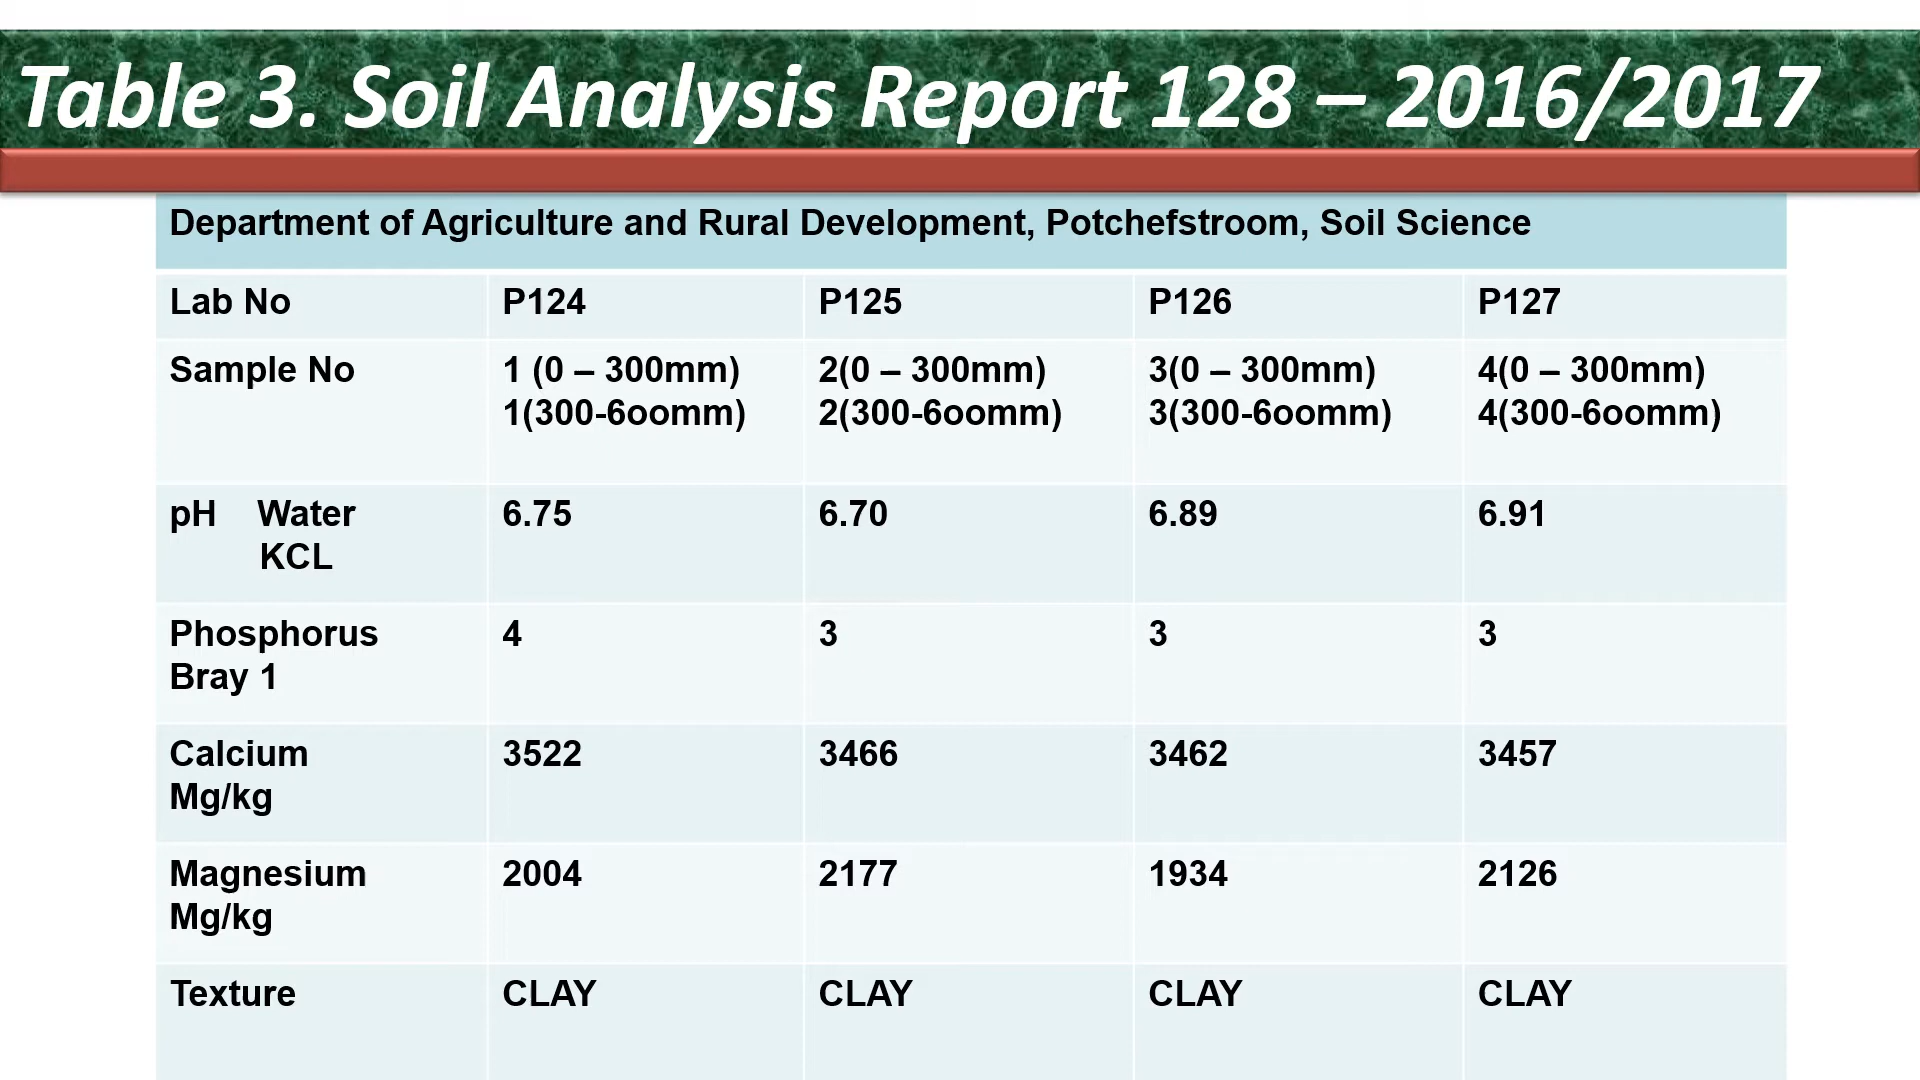 Table 3. Soil Analysis Report 128 – 2016/2017
Department of Agriculture and Rural Development, Potchefstroom, Soil Science
Lab No P124 P125 P126 P127
Sample No 1 (0 – 300mm) 2(0 – 300mm) 3(0 – 300mm) 4(0 – 300mm)
1(300-6oomm) 2(300-6oomm) 3(300-6oomm) 4(300-6oomm)
pH Water 6.75 6.70 6.89 6.91
KCL
Phosphorus 4 3 3 3
Bray 1
Calcium 3522 3466 3462 3457
Mg/kg
Magnesium 2004 2177 1934 2126
Mg/kg
Texture CLAY CLAY CLAY CLAY